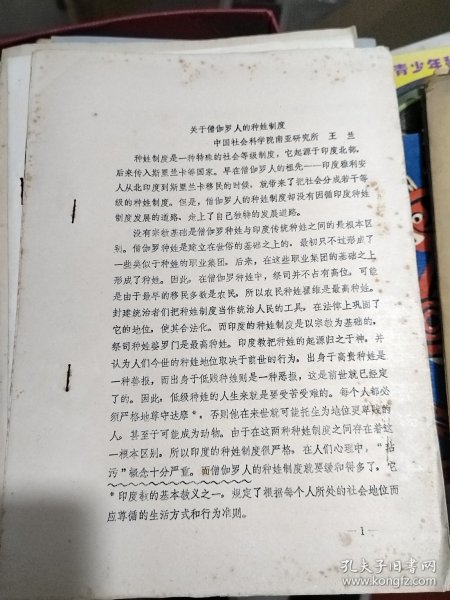 关于僧伽罗人的种姓制度
中国社会科学院南亚研究所 王 兰
种姓制度是一种特殊的社会等级制度，它起源于印度北部，
后来传入斯里兰卡等国家。早在僧伽罗人的祖先——印度雅利安
人从北印度到斯里兰卡移民的时候，就带来了把社会分成若干等
级的种姓制度。但是，僧伽罗人的种姓制度却没有因循印度种姓
制度发展的道路，走上了自己独特的发展道路。
没有宗教基础是僧伽罗种姓与印度传统种姓之间的最根本区
别。僧伽罗种姓是建立在世俗的基础之上的，最初只不过形成了
一些类似于种姓的职业集团。后来，在这些职业集团的基础之上
形成了种姓。因此，在僧伽罗种姓中，祭司并不占有高位，可能
是由于最早的移民多数是农民，所以农民种姓瞿维是最高种姓。
封建统治者们把种姓制度当作统治人民的工具，在法律上巩固了
它的地位，使其合法化。而印度的种姓制度是以宗教为基础的，
祭司种姓婆罗门是最高种姓。印度教把种姓的起源归之于神，并
认为人们今世的种姓地位取决于前世的行为，出身于高贵种姓是
一种善报，而出身于低贱种姓则是一种恶报，这是前世就已经定
了的。因此，低级种姓的人生来就是要受苦受难的。每个人都必
须严格地尊守达摩*，否则他在来世就可能托生为地位更卑贱的
人，甚至于可能成为动物。由于在这两种种姓制度之间存在着这
一根本区别，所以印度的种姓制度很严格，在人们心理中，“玷
污”概念十分严重。而僧伽罗人的种姓制度就要缓和得多了。它
*印度教的基本教义之一。规定了根据每个人所处的社会地位而
应尊循的生活方式和行为准则。
—1—
青少年
孔夫子旧书网
www.kongfz.com